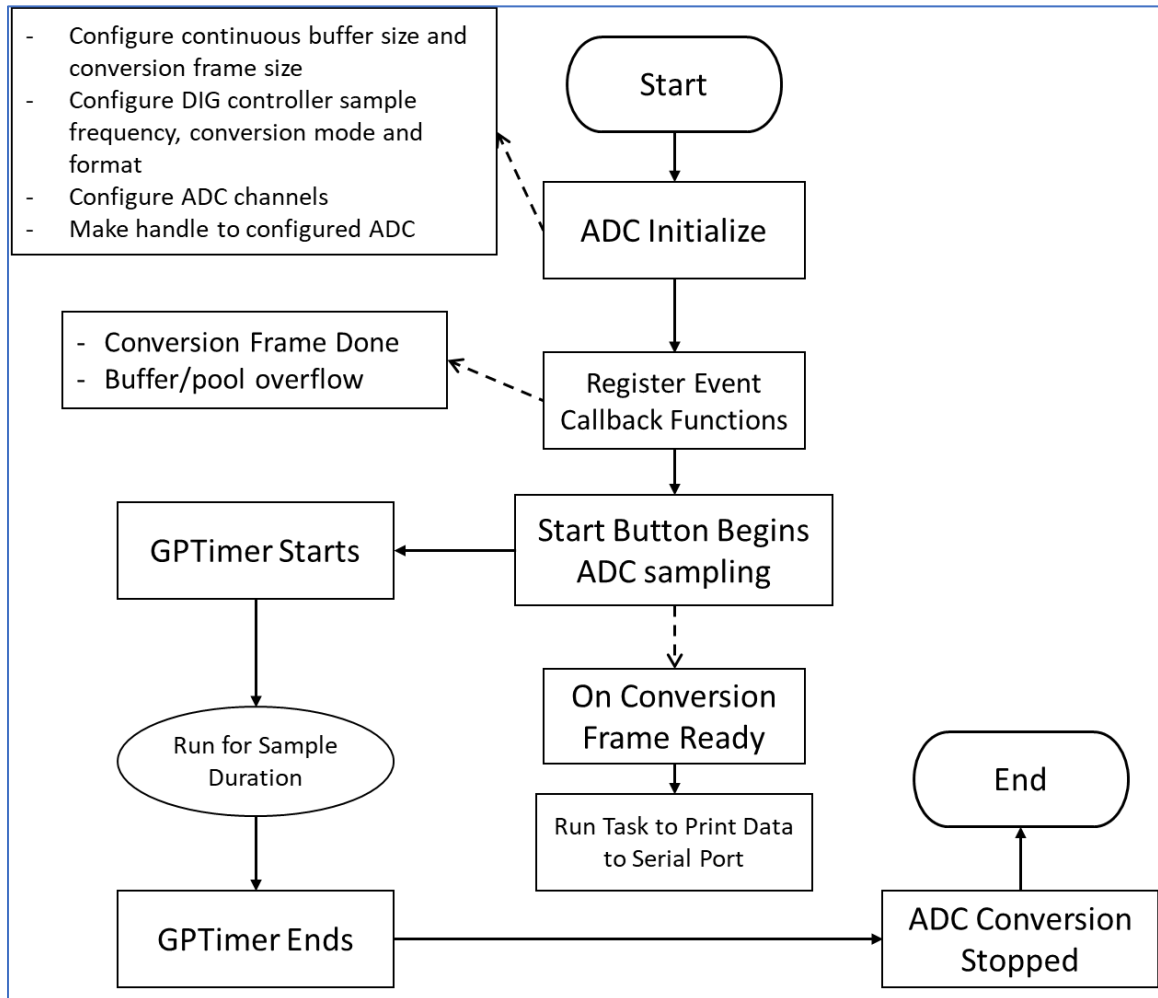 - Configure continuous buffer size and
conversion frame size
- Configure DIG controller sample
frequency, conversion mode and
format
- Configure ADC channels
- Make handle to configured ADC
Start
ADC Initialize
- Conversion Frame Done
- Buffer/pool overflow
Register Event
Callback Functions
GPTimer Starts
Start Button Begins
ADC sampling
On Conversion
Frame Ready
Run for Sample
Duration
Run Task to Print Data
to Serial Port
End
GPTimer Ends
ADC Conversion
Stopped